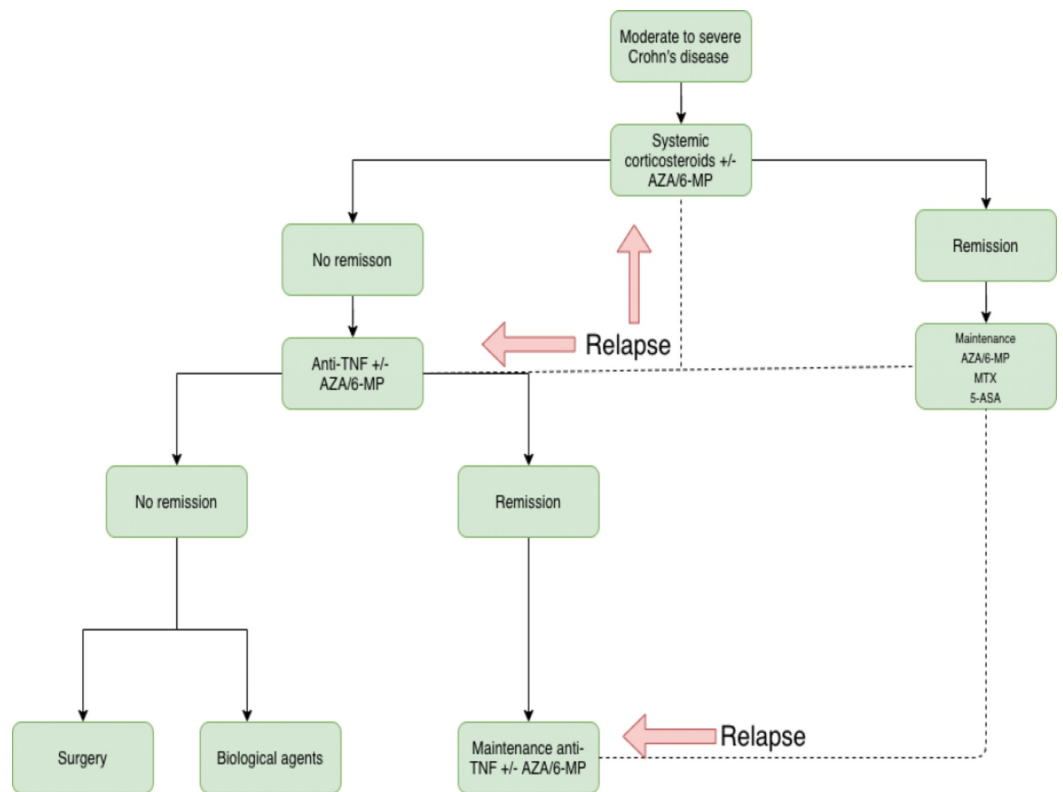 Moderate to severe
Crohn's disease
Systemic
corticosteroids +/-
AZA/6-MP
No remisson
Remission
Relapse
Anti-TNF +/-
AZA/6-MP
Maintenance
AZA/6-MP
MTX
5-ASA
No remission
Remission
Surgery
Biological agents
Maintenance anti-
TNF +/- AZA/6-MP
Relapse